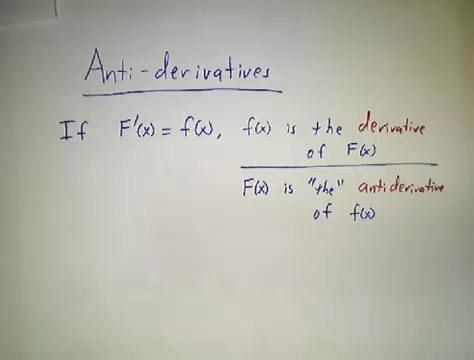 Anti-derivatives
If F'(x) = f(x), f(x) is the derivative
of F(x)
F(x) is "the" antiderivative
of f(x)